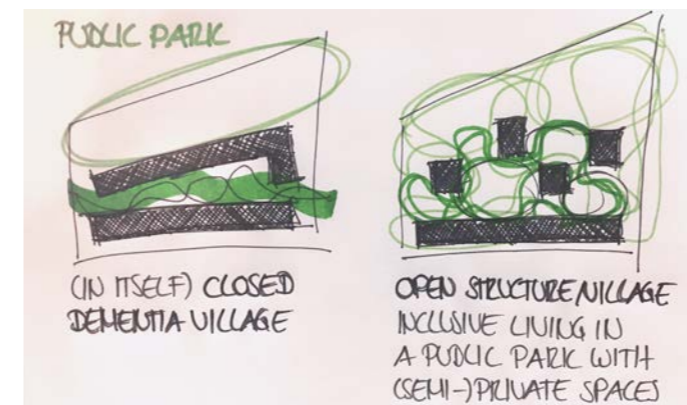 PUBLIC PARK
(IN ITSELF) CLOSED
DEMENTIA VILLAGE
OPEN STRUCTURE/VILLAGE
INCLUSIVE LIVING IN
A PUBLIC PARK WITH
(SEMI-)PRIVATE SPACES